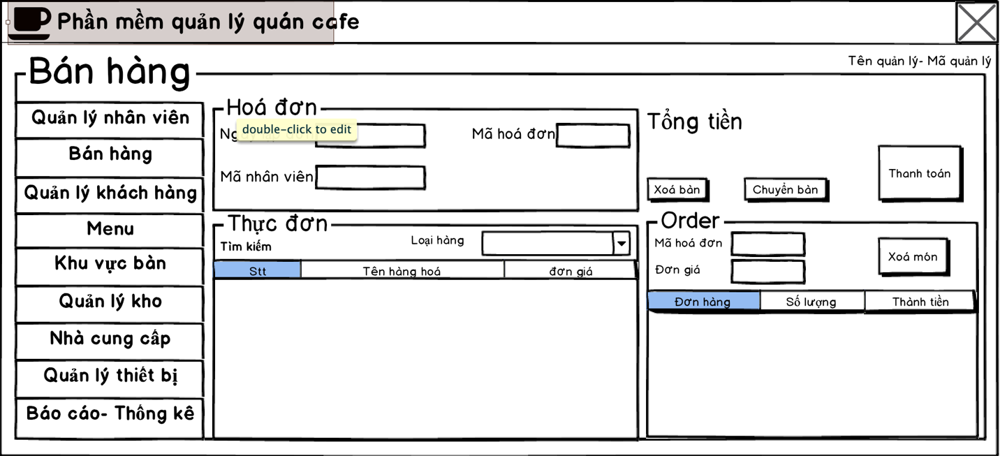 Phần mềm quản lý quán cafe
Tên quản lý- Mã quản lý
Bán hàng
Quản lý nhân viên
Bán hàng
Quản lý khách hàng
Menu
Khu vực bàn
Quản lý kho
Nhà cung cấp
Quản lý thiết bị
Báo cáo- Thống kê
Hoá đơn
double-click to edit
Mã hoá đơn
Mã nhân viên
Thực đơn
Tìm kiếm
Loại hàng
Stt Tên hàng hoá đơn giá
Tổng tiền
Thanh toán
Xoá bàn
Chuyển bàn
Order
Mã hoá đơn
Xoá món
Đơn giá
Đơn hàng Số lượng Thành tiền